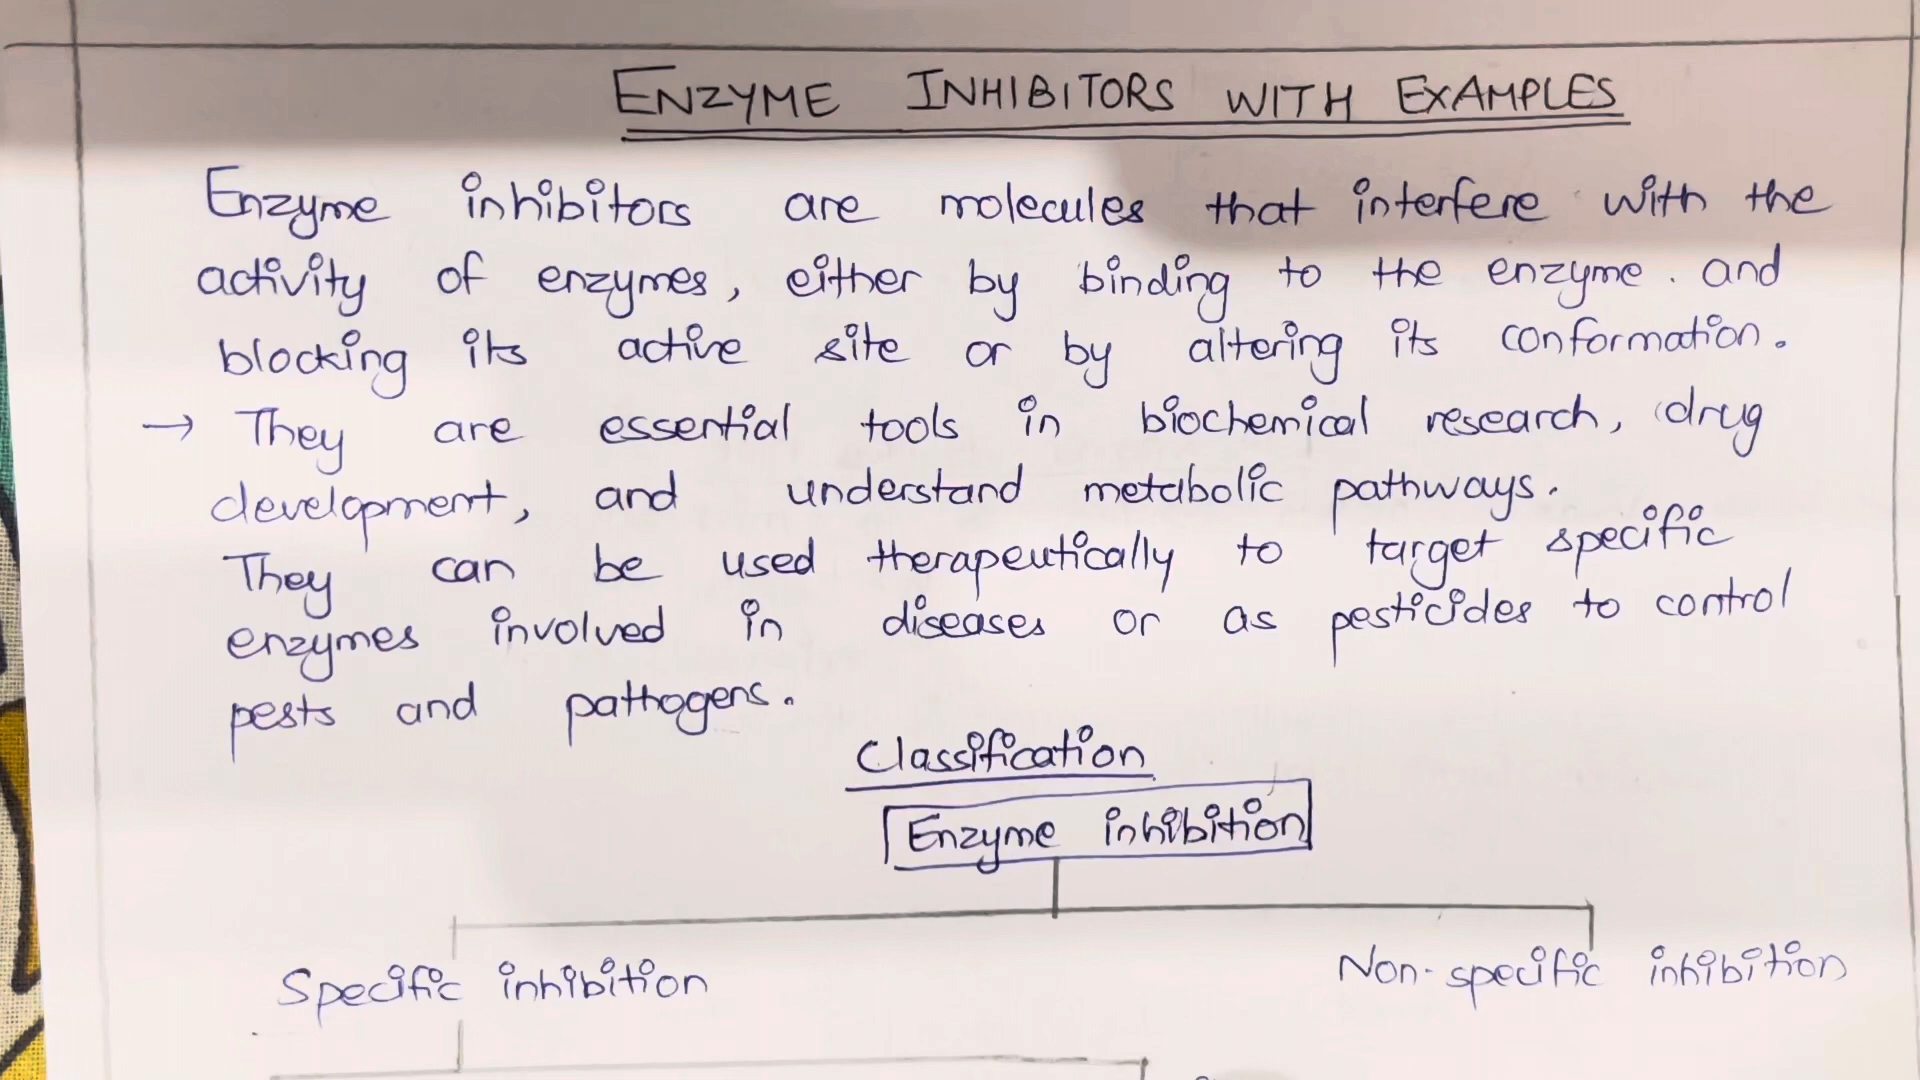 ENZYME INHIBITORS WITH EXAMPLES
Enzyme inhibitors are molecules that interfere with the
activity of enzymes, either by binding to the enzyme. and
blocking its active site or by altering its conformation.
→ They are essential tools in biochemical research, drug
development, and understand metabolic pathways.
They can be used therapeutically to target specific
enzymes involved in diseases or as pesticides to control
pests and pathogens.
Classification
Enzyme inhibition
Specific inhibition Non-specific inhibition